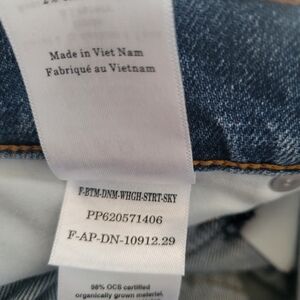 Made in Viet Nam
Fabriqué au Vietnam
F-BTM-DNM-WHGH-STRT-SKY
PP620571406
F-AP-DN-10912.29
98% OCS certified
organically grown material.